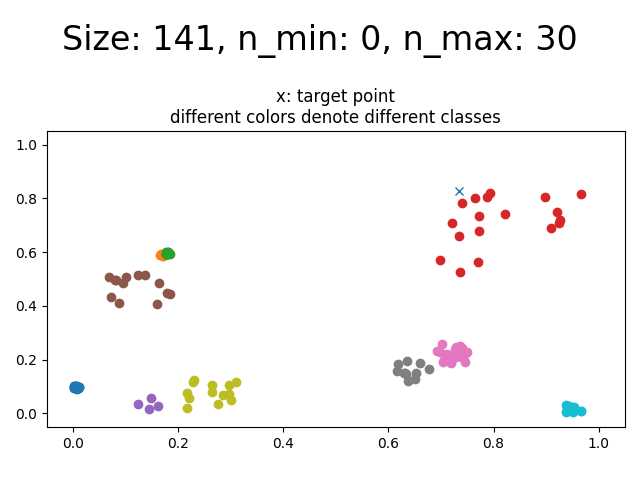 Size: 141, n_min: 0, n_max: 30
x: target point
different colors denote different classes
1.0
0.8
0.6
0.4
0.2
0.0
0.0 0.2 0.4 0.6 0.8 1.0